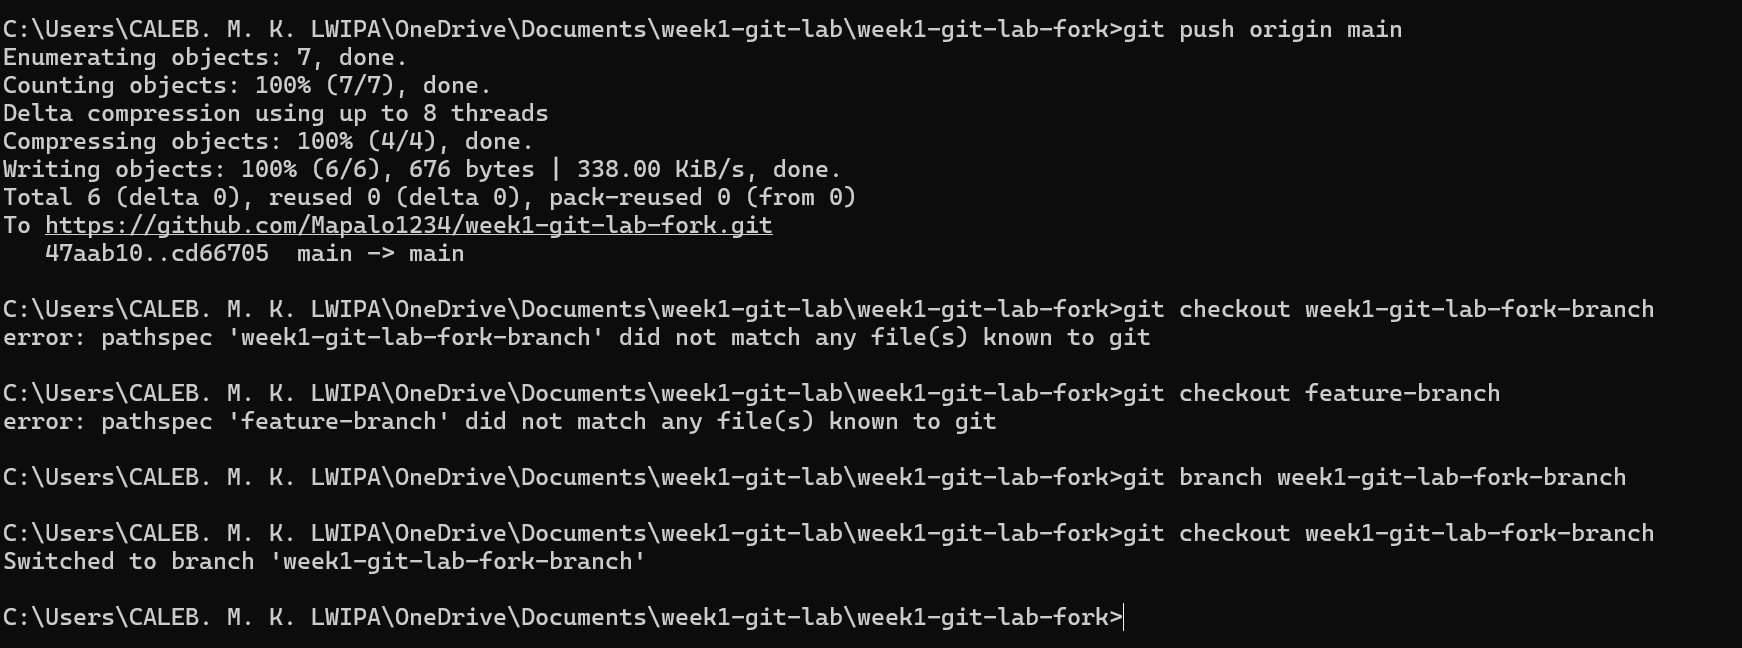 C:\Users\CALEB. M. K. LWIPA\OneDrive\Documents\week1-git-lab\week1-git-lab-fork>git push origin main
Enumerating objects: 7, done.
Counting objects: 100% (7/7), done.
Delta compression using up to 8 threads
Compressing objects: 100% (4/4), done.
Writing objects: 100% (6/6), 676 bytes | 338.00 KiB/s, done.
Total 6 (delta 0), reused 0 (delta 0), pack-reused 0 (from 0)
To https://github.com/Mapalo1234/week1-git-lab-fork.git
   47aab10..cd66705  main -> main

C:\Users\CALEB. M. K. LWIPA\OneDrive\Documents\week1-git-lab\week1-git-lab-fork>git checkout week1-git-lab-fork-branch
error: pathspec 'week1-git-lab-fork-branch' did not match any file(s) known to git

C:\Users\CALEB. M. K. LWIPA\OneDrive\Documents\week1-git-lab\week1-git-lab-fork>git checkout feature-branch
error: pathspec 'feature-branch' did not match any file(s) known to git

C:\Users\CALEB. M. K. LWIPA\OneDrive\Documents\week1-git-lab\week1-git-lab-fork>git branch week1-git-lab-fork-branch

C:\Users\CALEB. M. K. LWIPA\OneDrive\Documents\week1-git-lab\week1-git-lab-fork>git checkout week1-git-lab-fork-branch
Switched to branch 'week1-git-lab-fork-branch'

C:\Users\CALEB. M. K. LWIPA\OneDrive\Documents\week1-git-lab\week1-git-lab-fork>